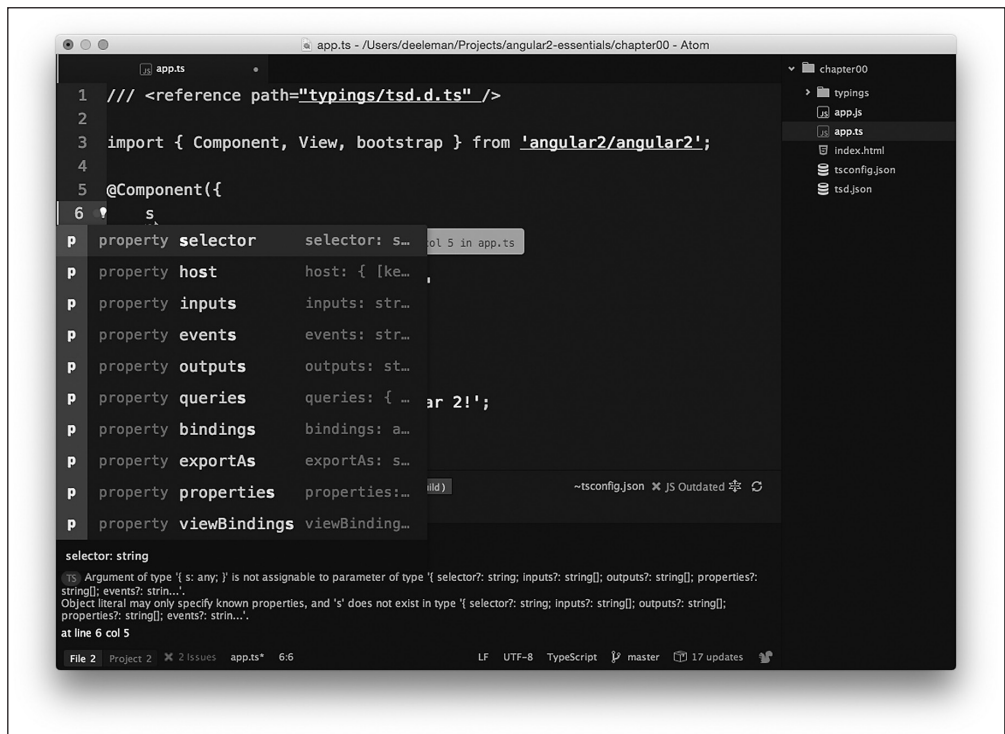 app.ts - /Users/deeleman/Projects/angular2-essentials/chapter00 - Atom
app.ts
1 /// <reference path="typings/tsd.d.ts" />
2
3 import { Component, View, bootstrap } from 'angular2/angular2';
4
5 @Component({
6 s
p property selector selector: s…
col 5 in app.ts
p property host host: { [ke…
'
p property inputs inputs: str…
p property events events: str…
p property outputs outputs: st…
p property queries queries: { …
ar 2!';
p property bindings bindings: a…
p property exportAs exportAs: s…
p property properties properties:…
ild)
~tsconfig.json JS Outdated
p property viewBindings viewBinding…
selector: string
TS Argument of type '{ s: any; }' is not assignable to parameter of type '{ selector?: string; inputs?: string[]; outputs?: string[]; properties?:
string[]; events?: strin...'.
Object literal may only specify known properties, and 's' does not exist in type '{ selector?: string; inputs?: string[]; outputs?: string[];
properties?: string[]; events?: strin...'.
at line 6 col 5
File 2 Project 2 2 Issues app.ts* 6:6 LF UTF-8 TypeScript master 17 updates
chapter00
typings
JS app.js
JS app.ts
index.html
tsconfig.json
tsd.json